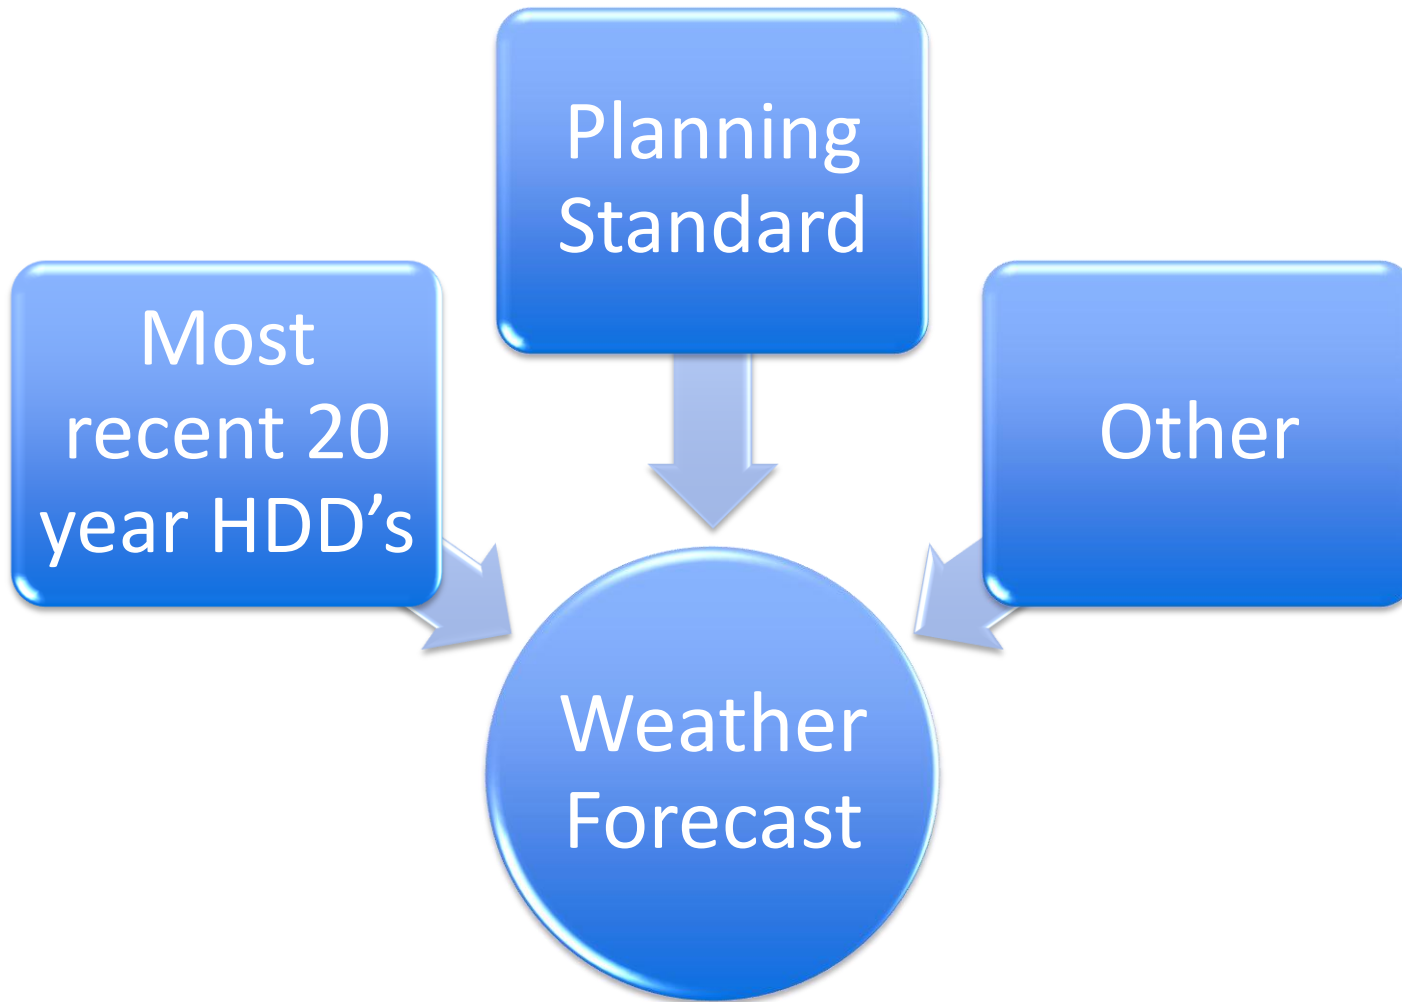 Planning
Standard
Most
recent 20
year HDD’s
Other
Weather
Forecast